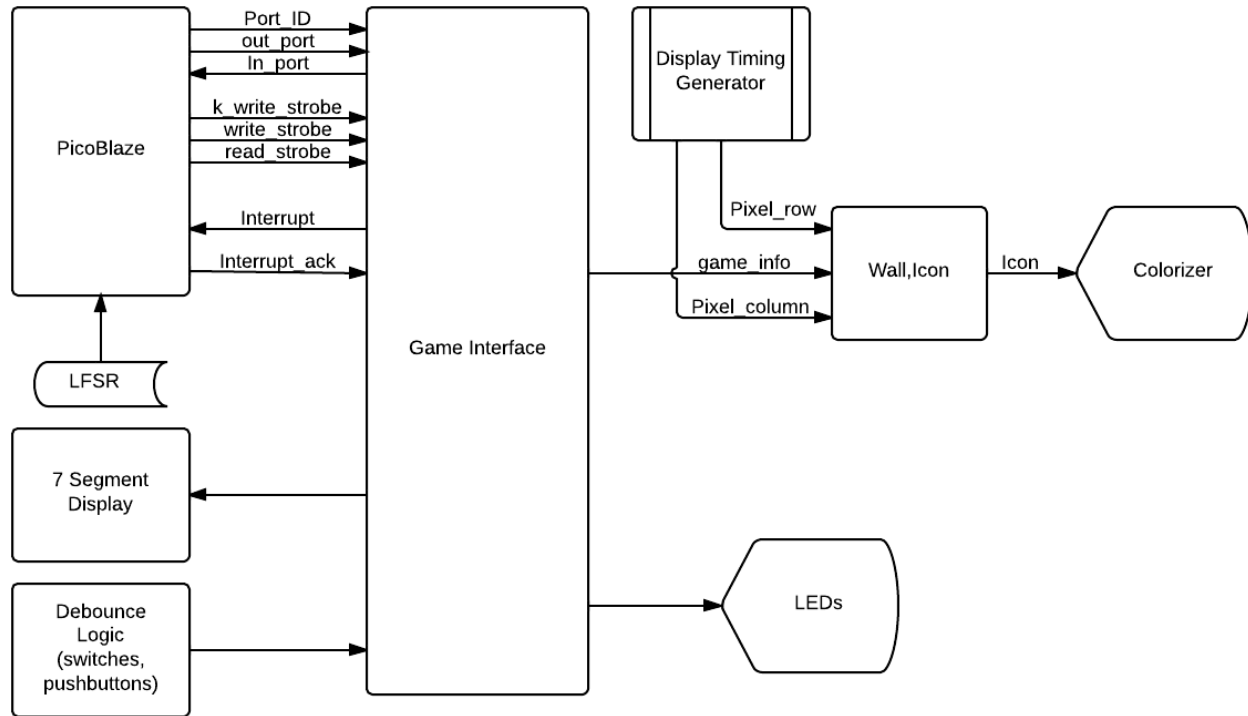 Port_ID
out_port
In_port
k_write_strobe
write_strobe
read_strobe
Interrupt
Interrupt_ack
PicoBlaze
LFSR
7 Segment
Display
Debounce
Logic
(switches,
pushbuttons)
Game Interface
Display Timing
Generator
Pixel_row
game_info
Pixel_column
Wall,Icon
Icon
Colorizer
LEDs